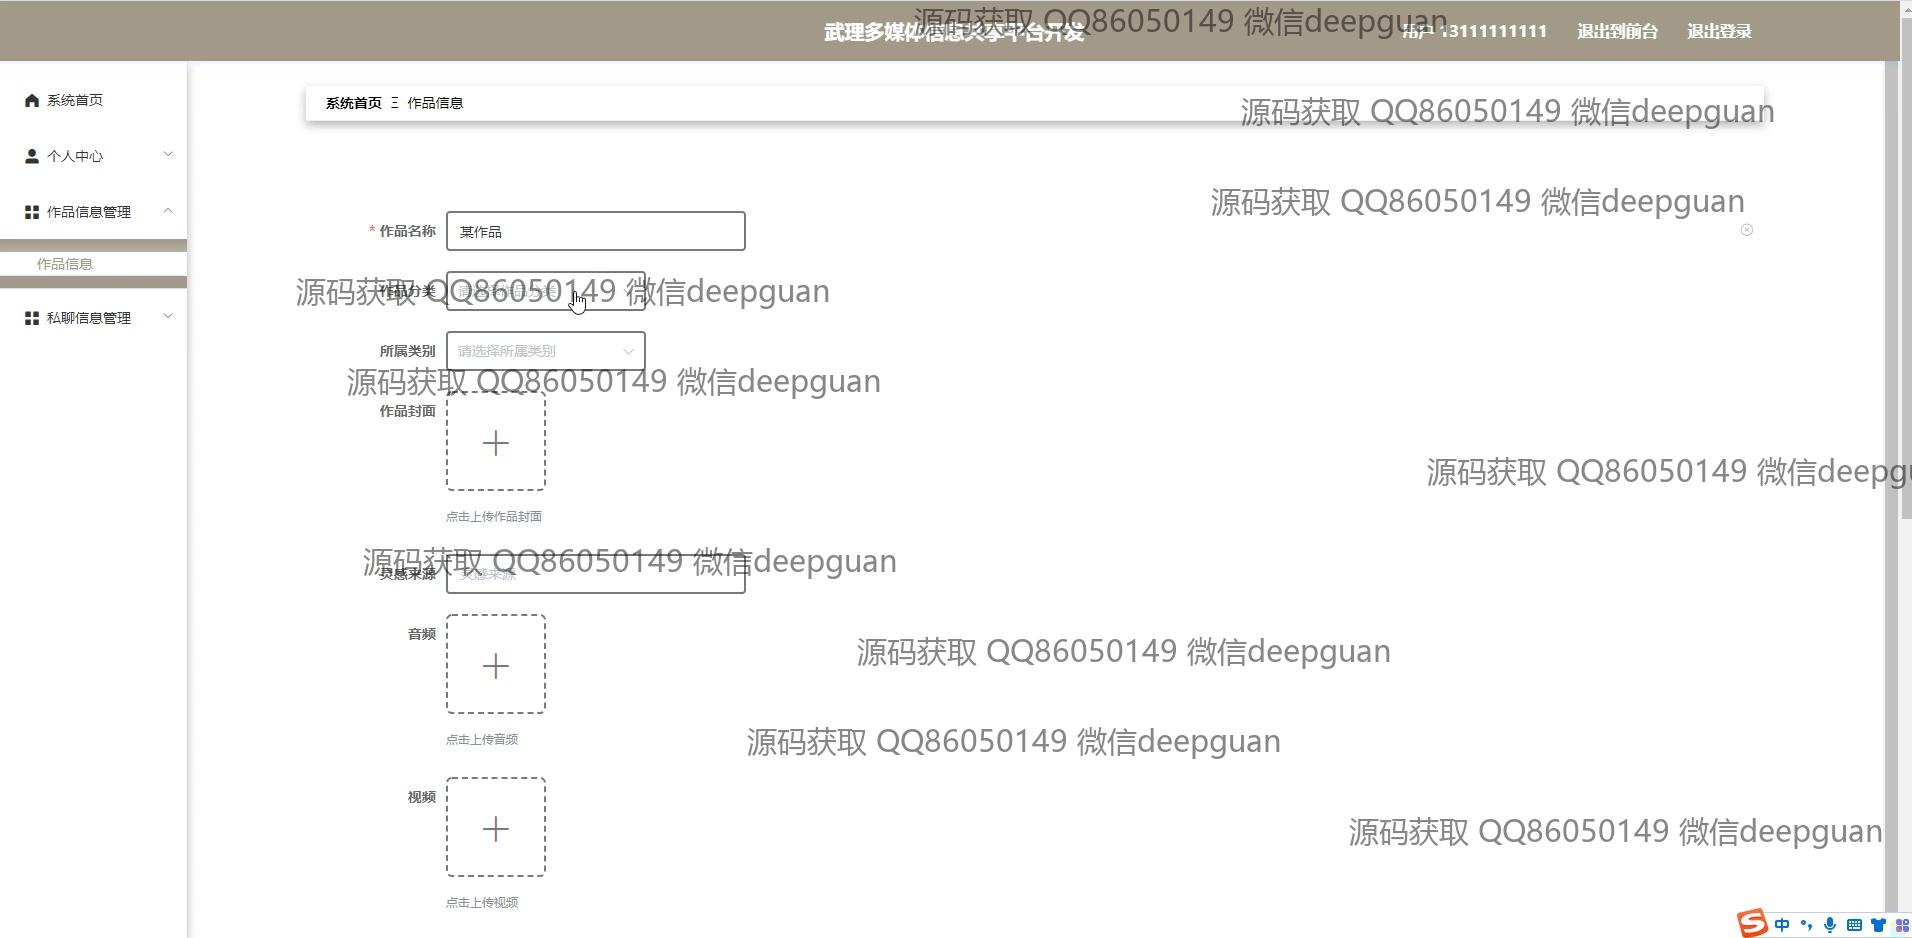 武理多媒体信息共享平台开发
源码获取 QQ86050149 微信deepguan
用户 13111111111 退出到前台 退出登录
系统首页
个人中心
作品信息管理
作品信息
私聊信息管理
系统首页 Ξ 作品信息
源码获取 QQ86050149 微信deepguan
源码获取 QQ86050149 微信deepguan
* 作品名称 某作品
作品分类 请选择作品分类
源码获取 QQ86050149 微信deepguan
所属类别 请选择所属类别
源码获取 QQ86050149 微信deepguan
作品封面
源码获取 QQ86050149 微信deepgu
点击上传作品封面
源码获取 QQ86050149 微信deepguan
灵感来源 灵感来源
音频
源码获取 QQ86050149 微信deepguan
点击上传音频
源码获取 QQ86050149 微信deepguan
视频
源码获取 QQ86050149 微信deepguan
点击上传视频
S 中